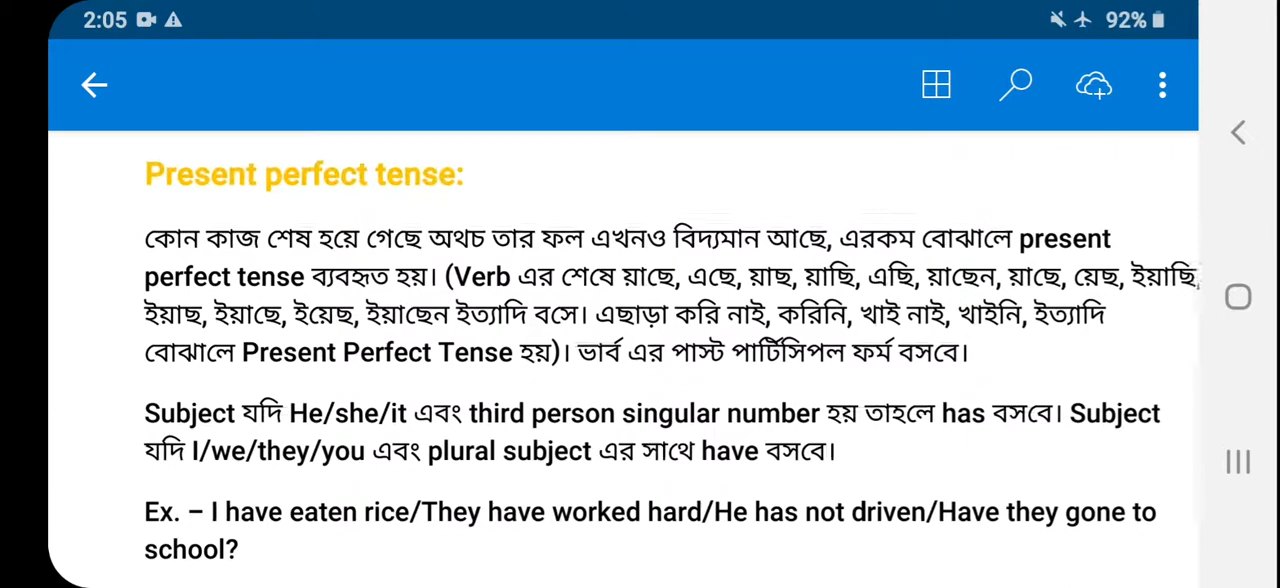 2:05
92%
Present perfect tense:
কোন কাজ শেষ হয়ে গেছে অথচ তার ফল এখনও বিদ্যমান আছে, এরকম বোঝালে present
perfect tense ব্যবহৃত হয়। (Verb এর শেষে য়াছে, এছে, য়াছ, য়াছি, এছি, য়াছেন, য়াছে, য়েছ, ইয়াছি,
ইয়াছ, ইয়াছে, ইয়েছ, ইয়াছেন ইত্যাদি বসে। এছাড়া করি নাই, করিনি, খাই নাই, খাইনি, ইত্যাদি
বোঝালে Present Perfect Tense হয়)। ভার্ব এর পাস্ট পার্টিসিপল ফর্ম বসবে।
Subject যদি He/she/it এবং third person singular number হয় তাহলে has বসবে। Subject
যদি I/we/they/you এবং plural subject এর সাথে have বসবে।
Ex. – I have eaten rice/They have worked hard/He has not driven/Have they gone to
school?